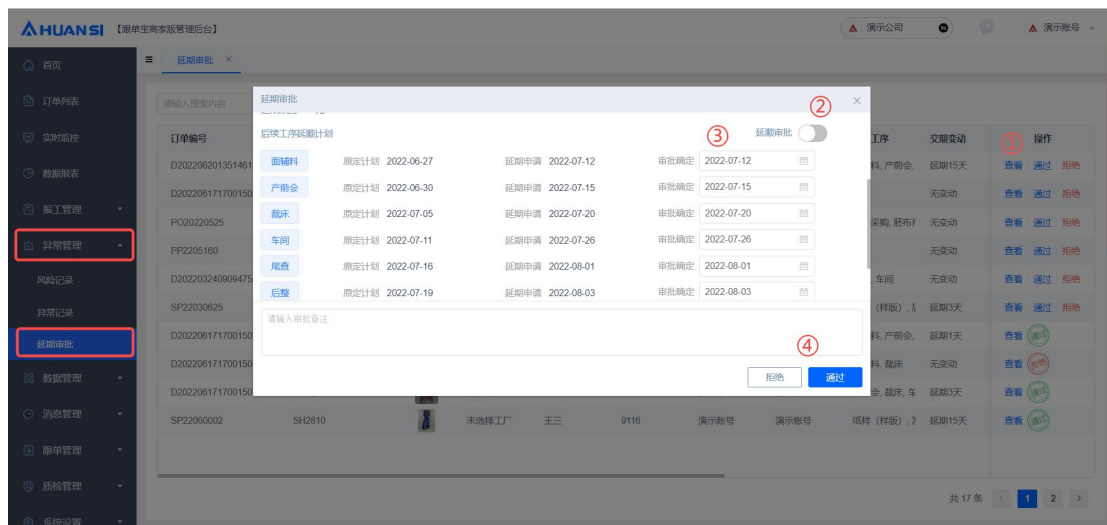 HUANSI 【跟单宝商家版管理后台】 演示公司 演示账号
首页 延期审批 ×
订单列表 请输入搜索内容 延期审批 ② ×
后续工序延顺计划 ③ 延顺审批
实时监控 订单编号 工序 交期变动 ① 操作
面辅料 原定计划 2022-06-27 延期申请 2022-07-12 审批确定 2022-07-12
D202206201351461 料, 产前会, 延期15天 查看 通过 拒绝
数据报表
产前会 原定计划 2022-06-30 延期申请 2022-07-15 审批确定 2022-07-15
D202206171700150 无变动 查看 通过 拒绝
报工管理
裁床 原定计划 2022-07-05 延期申请 2022-07-20 审批确定 2022-07-20
PO20220525 采购, 胚布 无变动 查看 通过 拒绝
异常管理
车间 原定计划 2022-07-11 延期申请 2022-07-26 审批确定 2022-07-26
PP2205160 无变动 查看 通过 拒绝
尾查 原定计划 2022-07-16 延期申请 2022-08-01 审批确定 2022-08-01
风险记录 D202203240909475 , 车间 无变动 查看 通过 拒绝
后整 原定计划 2022-07-19 延期申请 2022-08-03 审批确定 2022-08-03
异常记录 SP22030625 (样版) , 延期3天 查看 通过 拒绝
请输入审批备注
延期审批 D202206171700150 料, 产前会, 延期1天 查看 通过
④
数据管理 D202206171700150 料, 裁床 无变动 查看 拒绝
拒绝 通过
D202206171700150 会, 裁床, 车 延期3天 查看 通过
消息管理 SP22060002 SH2810 未选择工厂 王三 9116 演示账号 演示账号 纸样 (样版) , 延期15天 查看 通过
跟单管理
质检管理
共 17 条 < 1 2 >
系统设置